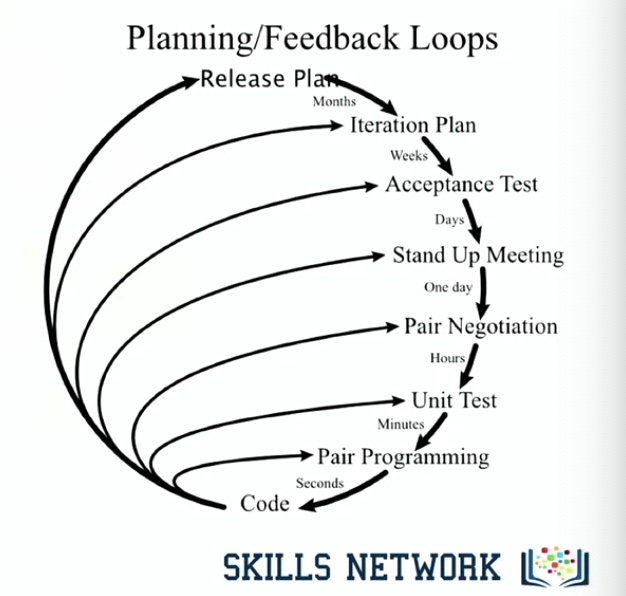 Planning/Feedback Loops
Release Plan
Months
Iteration Plan
Weeks
Acceptance Test
Days
Stand Up Meeting
One day
Pair Negotiation
Hours
Unit Test
Minutes
Pair Programming
Seconds
Code
SKILLS NETWORK